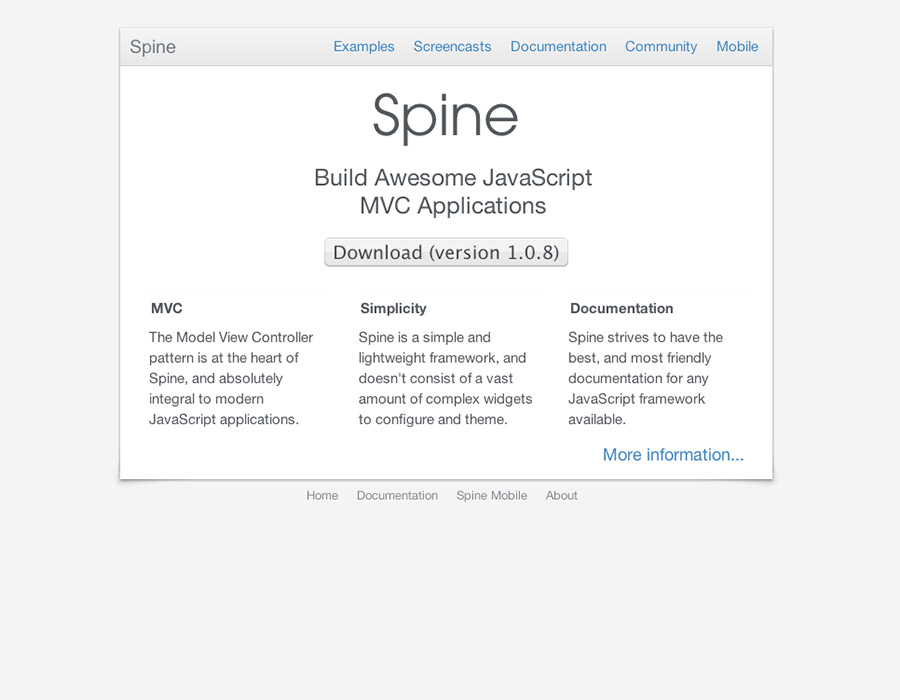 Spine Examples Screencasts Documentation Community Mobile
Spine
Build Awesome JavaScript
MVC Applications
Download (version 1.0.8)
MVC
The Model View Controller
pattern is at the heart of
Spine, and absolutely
integral to modern
JavaScript applications.
Simplicity
Spine is a simple and
lightweight framework, and
doesn't consist of a vast
amount of complex widgets
to configure and theme.
Documentation
Spine strives to have the
best, and most friendly
documentation for any
JavaScript framework
available.
More information...
Home Documentation Spine Mobile About